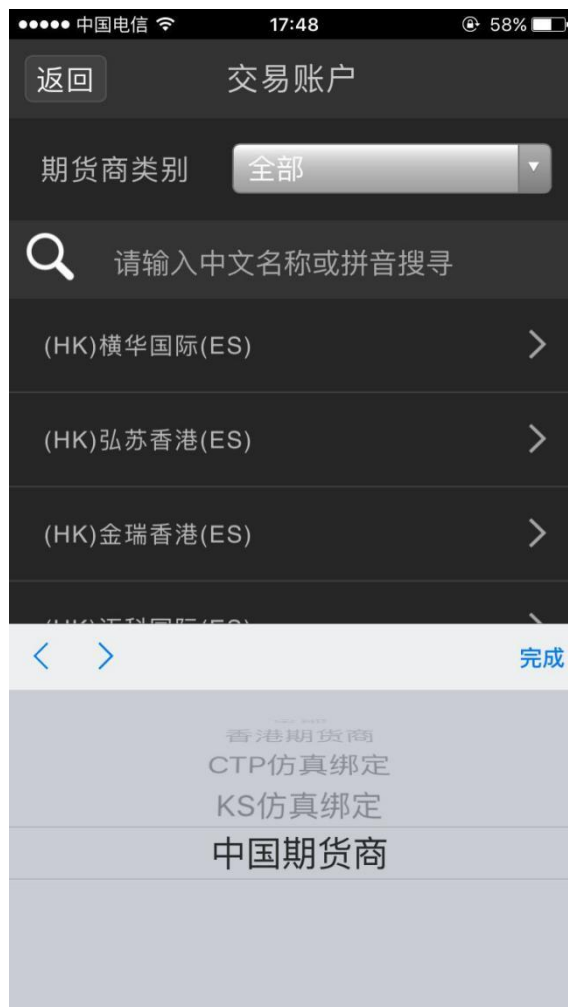 中国电信 17:48 58%
返回 交易账户
期货商类别 全部
请输入中文名称或拼音搜寻
(HK)横华国际(ES)
(HK)弘苏香港(ES)
(HK)金瑞香港(ES)
完成
香港期货商
CTP仿真绑定
KS仿真绑定
中国期货商